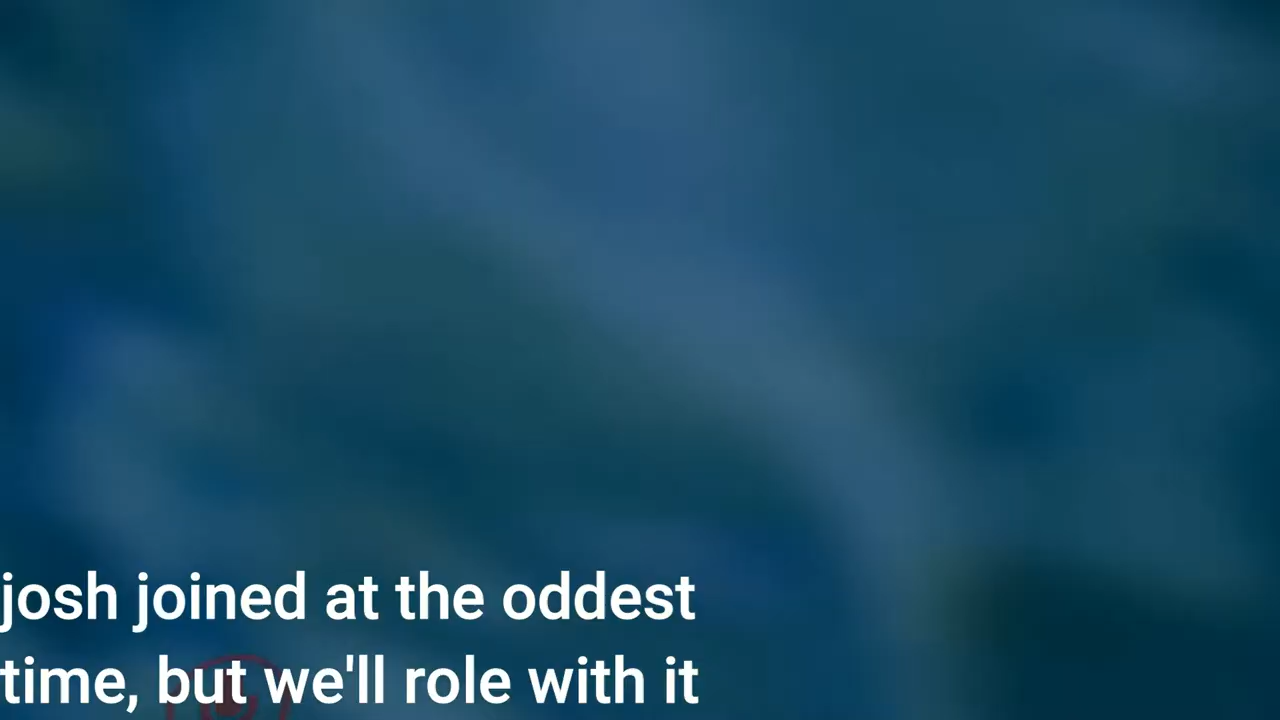 josh joined at the oddest
time, but we'll role with it